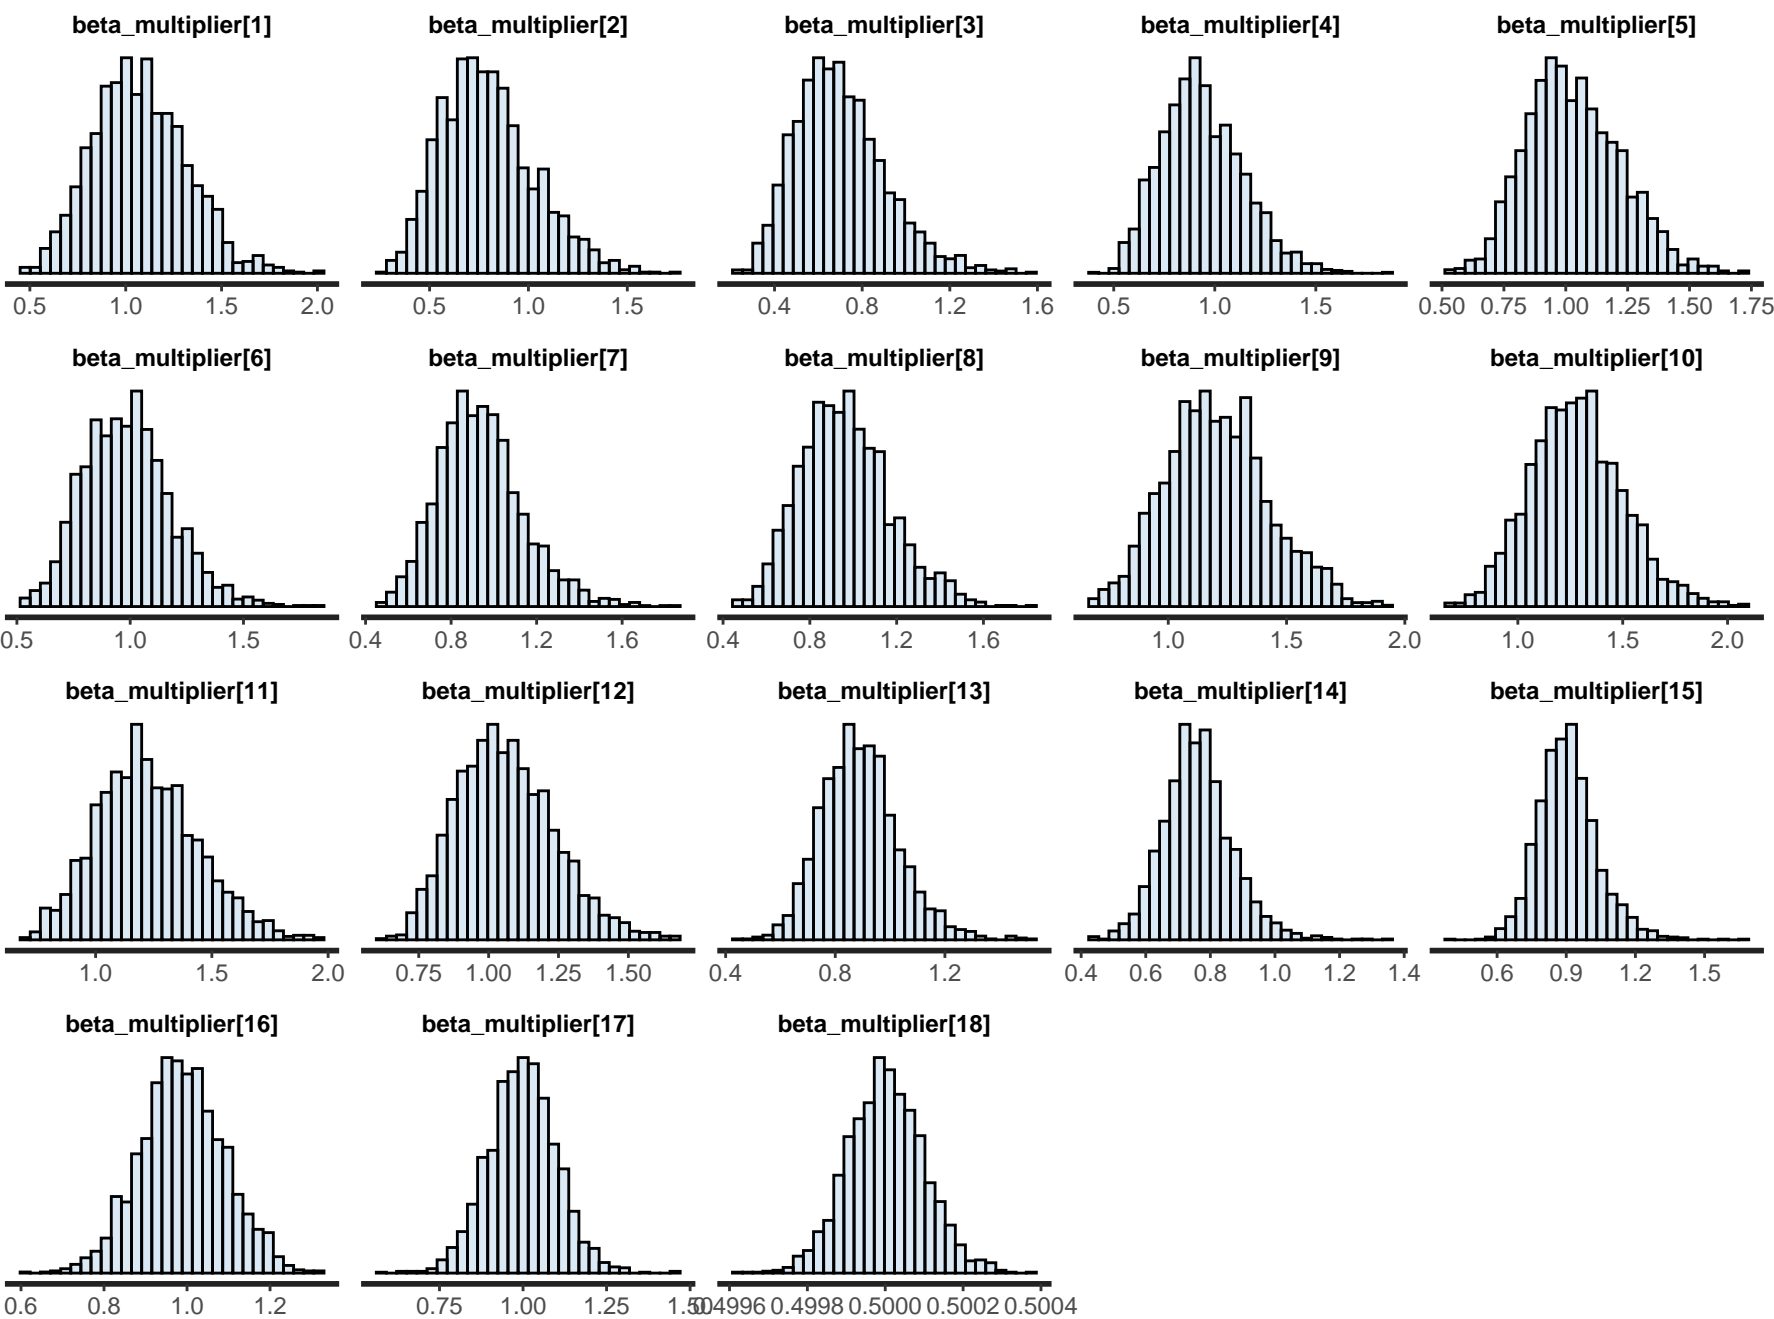 beta_multiplier[1] beta_multiplier[2] beta_multiplier[3] beta_multiplier[4] beta_multiplier[5]
0.5 1.0 1.5 2.0 0.5 1.0 1.5 0.4 0.8 1.2 1.6 0.5 1.0 1.5 0.50 0.75 1.00 1.25 1.50 1.75
beta_multiplier[6] beta_multiplier[7] beta_multiplier[8] beta_multiplier[9] beta_multiplier[10]
0.5 1.0 1.5 0.4 0.8 1.2 1.6 0.4 0.8 1.2 1.6 1.0 1.5 2.0 1.0 1.5 2.0
beta_multiplier[11] beta_multiplier[12] beta_multiplier[13] beta_multiplier[14] beta_multiplier[15]
1.0 1.5 2.0 0.75 1.00 1.25 1.50 0.4 0.8 1.2 0.4 0.6 0.8 1.0 1.2 1.4 0.6 0.9 1.2 1.5
beta_multiplier[16] beta_multiplier[17] beta_multiplier[18]
0.6 0.8 1.0 1.2 0.75 1.00 1.25 1.50 0.4996 0.4998 0.5000 0.5002 0.5004